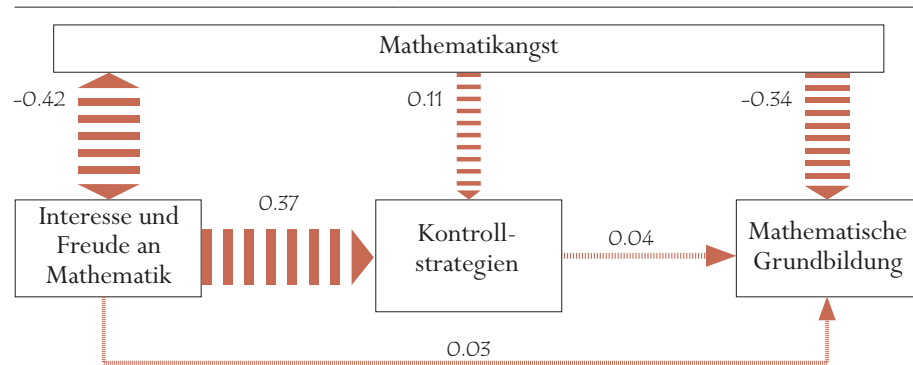 Mathematikangst
-0.42
0.11
-0.34
Interesse und
Freude an
Mathematik
0.37
Kontroll-
strategien
0.04
Mathematische
Grundbildung
0.03